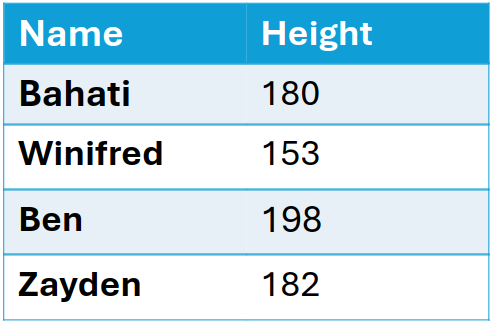 Name Height
Bahati 180
Winifred 153
Ben 198
Zayden 182